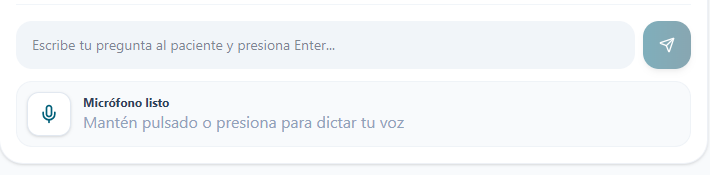 Escribe tu pregunta al paciente y presiona Enter...
Micrófono listo
Mantén pulsado o presiona para dictar tu voz